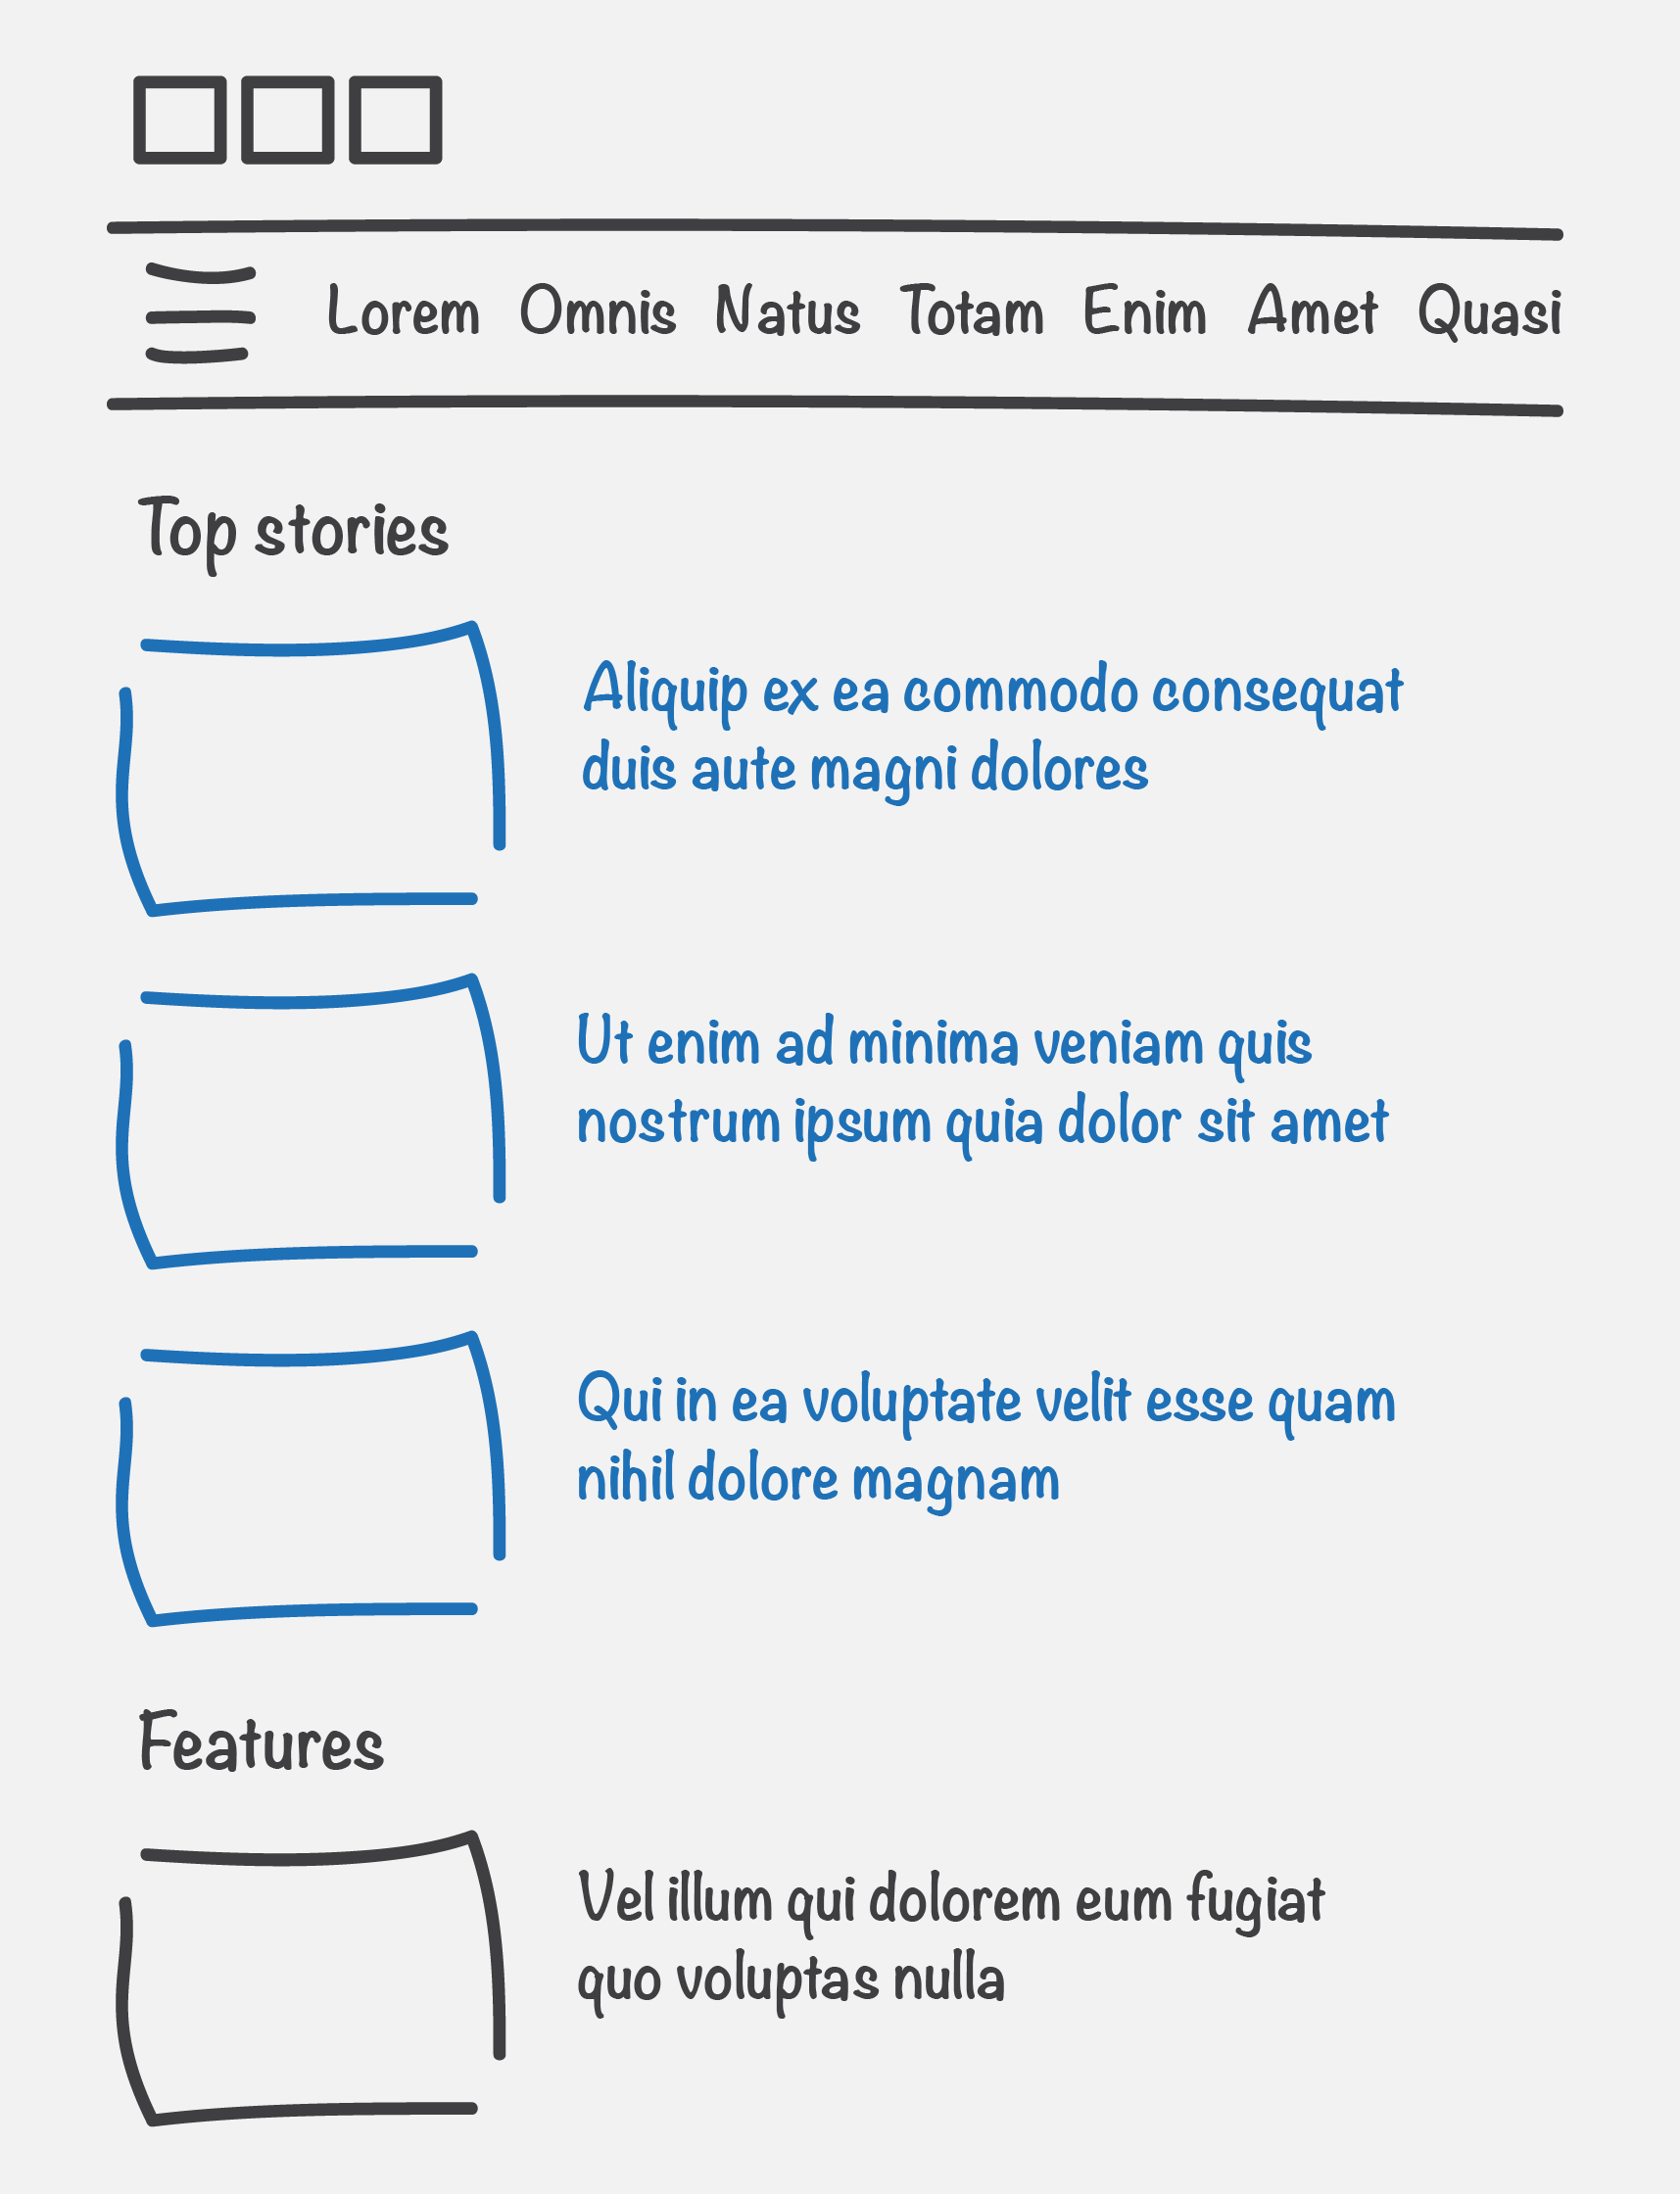 Lorem Omnis Natus Totam Enim Amet Quasi
Top stories
Aliquip ex ea commodo consequat
duis aute magni dolores
Ut enim ad minima veniam quis
nostrum ipsum quia dolor sit amet
Qui in ea voluptate velit esse quam
nihil dolore magnam
Features
Vel illum qui dolorem eum fugiat
quo voluptas nulla